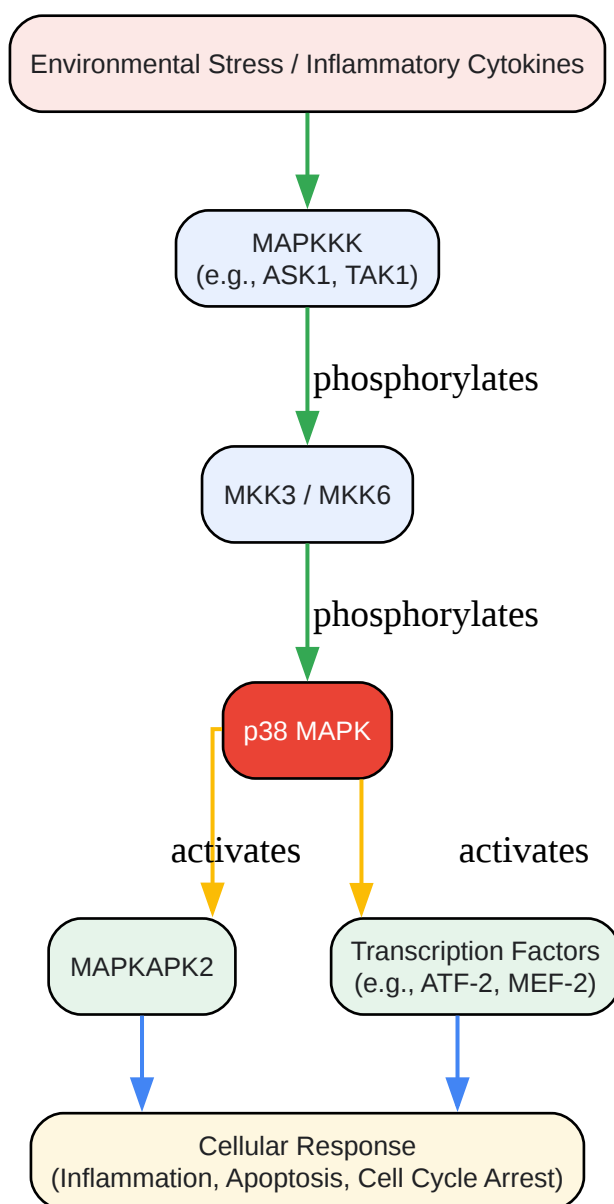 Environmental Stress / Inflammatory Cytokines
MAPKKK
(e.g., ASK1, TAK1)
phosphorylates
MKK3 / MKK6
phosphorylates
p38 MAPK
activates
activates
MAPKAPK2
Transcription Factors
(e.g., ATF-2, MEF-2)
Cellular Response
(Inflammation, Apoptosis, Cell Cycle Arrest)